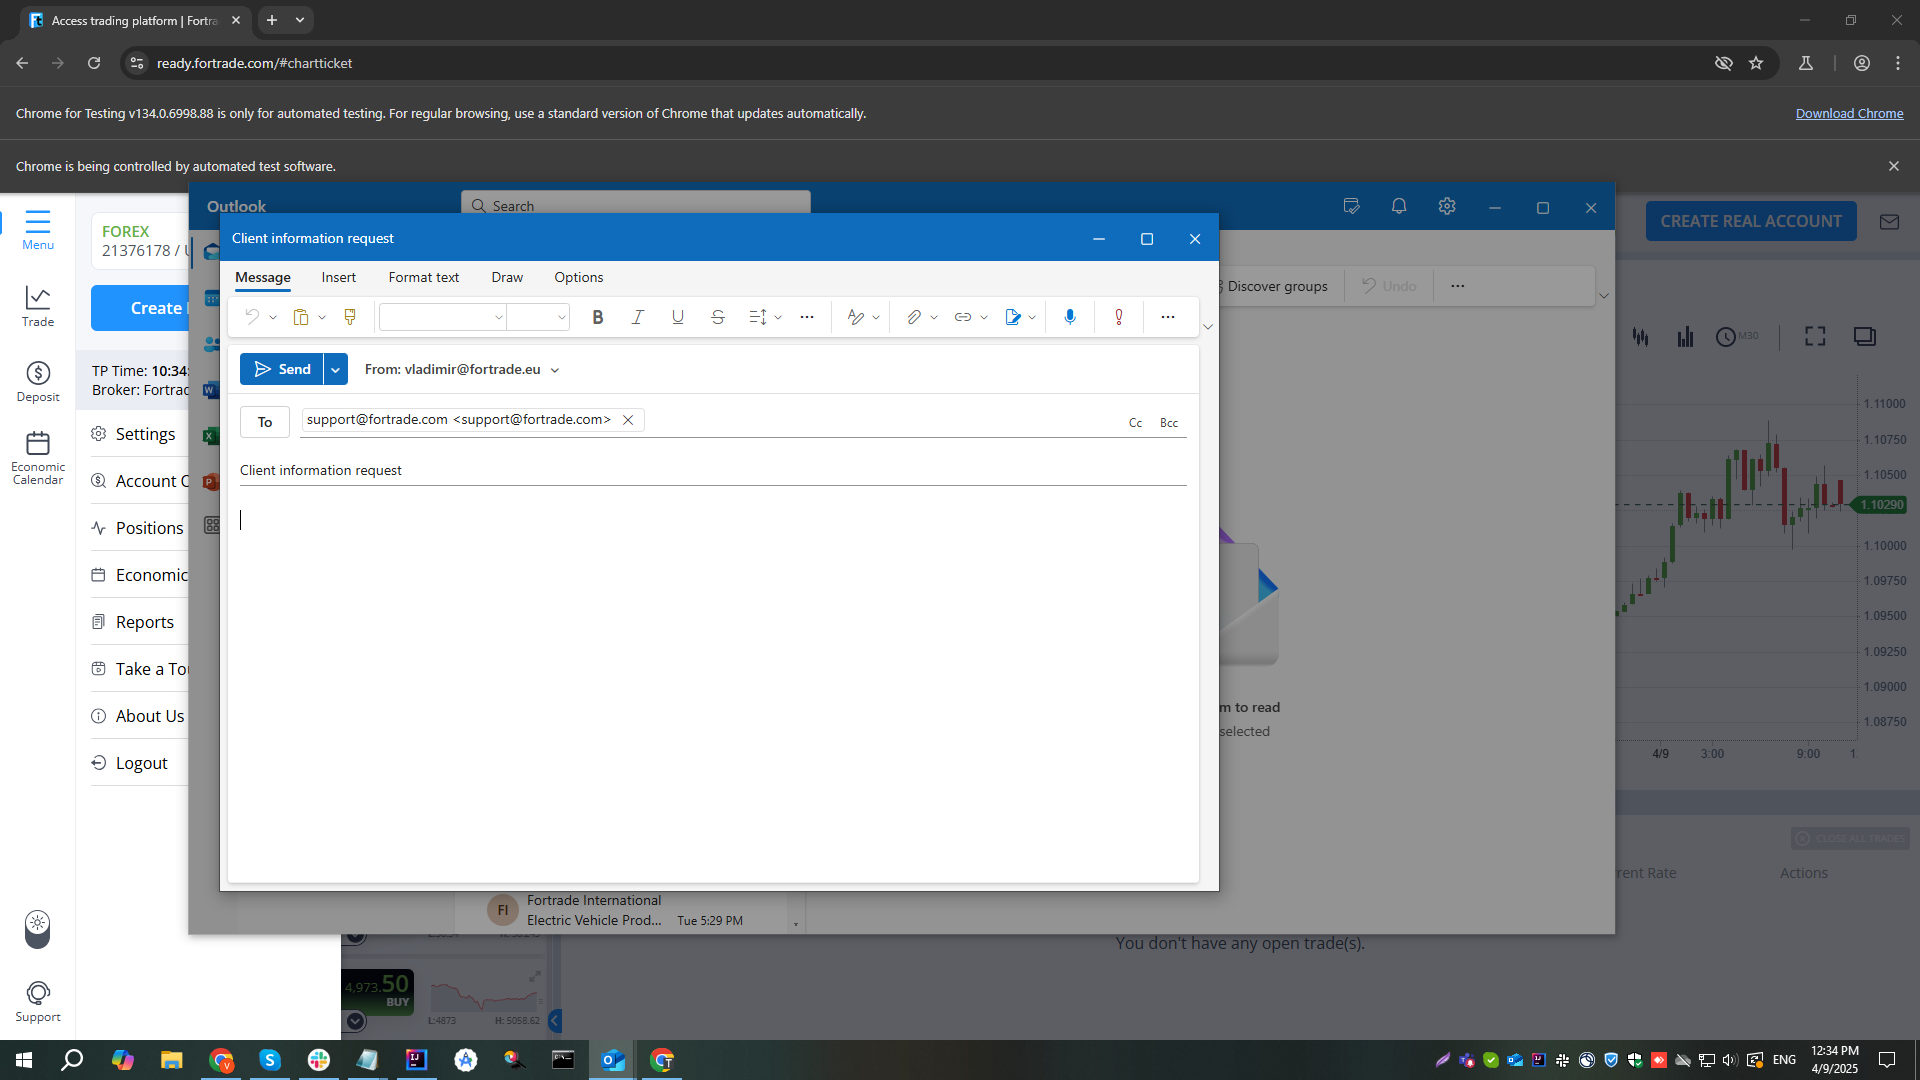 Access trading platform | Fortra
ready.fortrade.com/#chartticket
Chrome for Testing v134.0.6998.88 is only for automated testing. For regular browsing, use a standard version of Chrome that updates automatically.
Download Chrome
Chrome is being controlled by automated test software.
Menu
Trade
Deposit
Economic
Calendar
Support
FOREX
21376178 / U
Create
TP Time: 10:34:
Broker: Fortrad
Settings
Account
Positions
Economic
Reports
Take a To
About Us
Logout
Outlook
Search
Client information request
Message
Insert
Format text
Draw
Options
Send
From: vladimir@fortrade.eu
To
support@fortrade.com <support@fortrade.com>
Cc
Bcc
Client information request
Discover groups
Undo
m to read
selected
FI
Fortrade International
Electric Vehicle Prod...
Tue 5:29 PM
CREATE REAL ACCOUNT
M30
1.11000
1.10750
1.10500
1.10290
1.10000
1.09750
1.09500
1.09250
1.09000
1.08750
4/9
3:00
9:00
1.
CLOSE ALL TRADES
rent Rate
Actions
You don't have any open trade(s).
4,973.50
BUY
L:4873
H: 5058.62
ENG
12:34 PM
4/9/2025